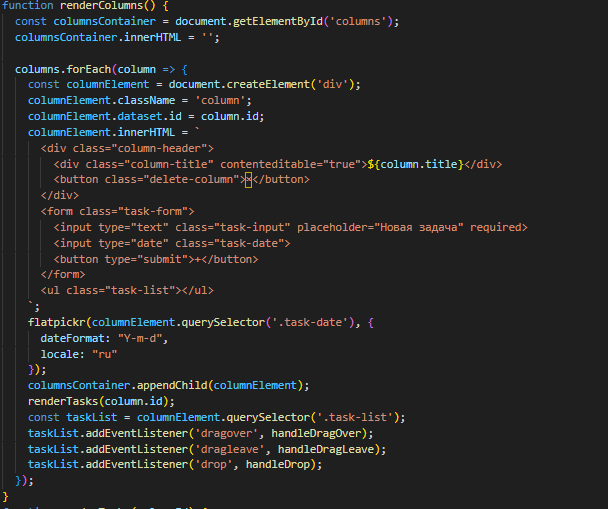 function renderColumns() {
  const columnsContainer = document.getElementById('columns');
  columnsContainer.innerHTML = '';

  columns.forEach(column => {
    const columnElement = document.createElement('div');
    columnElement.className = 'column';
    columnElement.dataset.id = column.id;
    columnElement.innerHTML = `
      <div class="column-header">
        <div class="column-title" contenteditable="true">${column.title}</div>
        <button class="delete-column">×</button>
      </div>
      <form class="task-form">
        <input type="text" class="task-input" placeholder="Новая задача" required>
        <input type="date" class="task-date">
        <button type="submit">+</button>
      </form>
      <ul class="task-list"></ul>
    `;
    flatpickr(columnElement.querySelector('.task-date'), {
      dateFormat: "Y-m-d",
      locale: "ru"
    });
    columnsContainer.appendChild(columnElement);
    renderTasks(column.id);
    const taskList = columnElement.querySelector('.task-list');
    taskList.addEventListener('dragover', handleDragOver);
    taskList.addEventListener('dragleave', handleDragLeave);
    taskList.addEventListener('drop', handleDrop);
  });
}